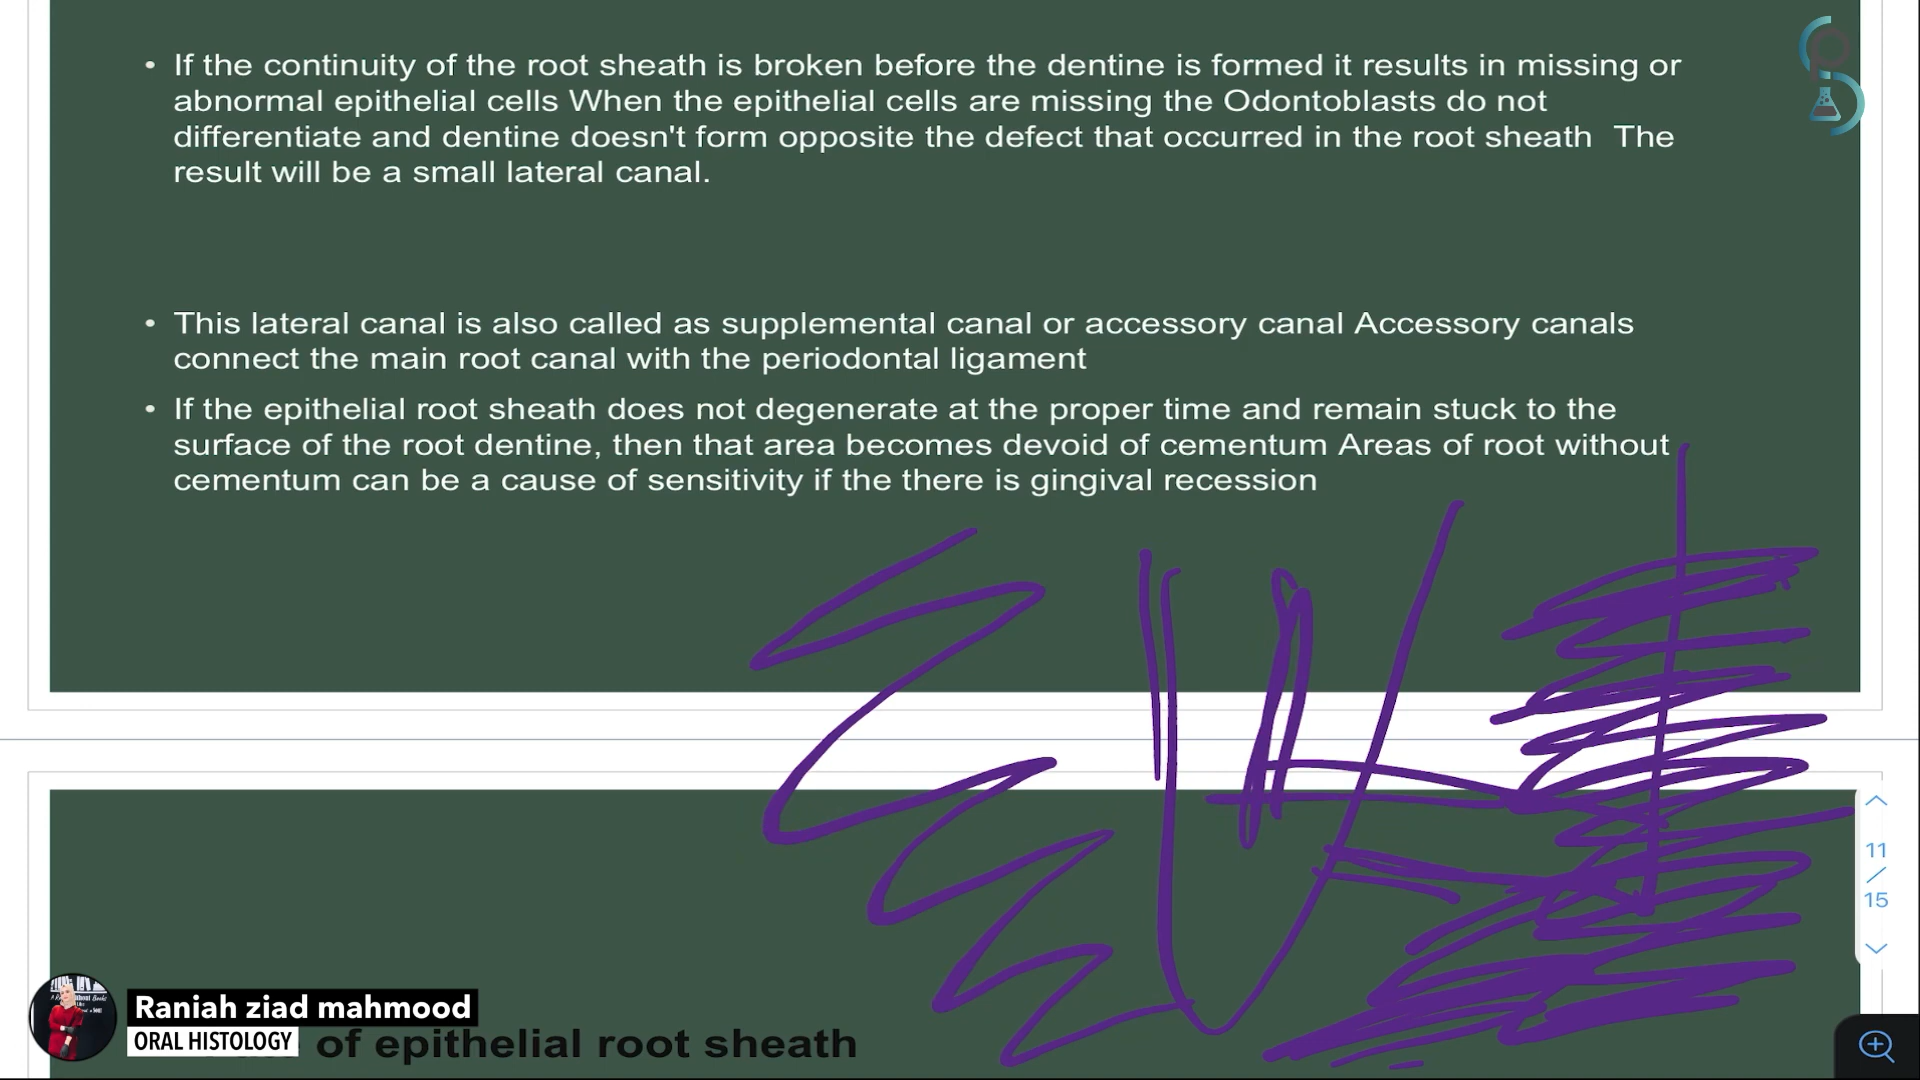 • If the continuity of the root sheath is broken before the dentine is formed it results in missing or
abnormal epithelial cells When the epithelial cells are missing the Odontoblasts do not
differentiate and dentine doesn't form opposite the defect that occurred in the root sheath The
result will be a small lateral canal.
• This lateral canal is also called as supplemental canal or accessory canal Accessory canals
connect the main root canal with the periodontal ligament
• If the epithelial root sheath does not degenerate at the proper time and remain stuck to the
surface of the root dentine, then that area becomes devoid of cementum Areas of root without
cementum can be a cause of sensitivity if the there is gingival recession
11
/
15
Raniah ziad mahmood
ORAL HISTOLOGY
of epithelial root sheath